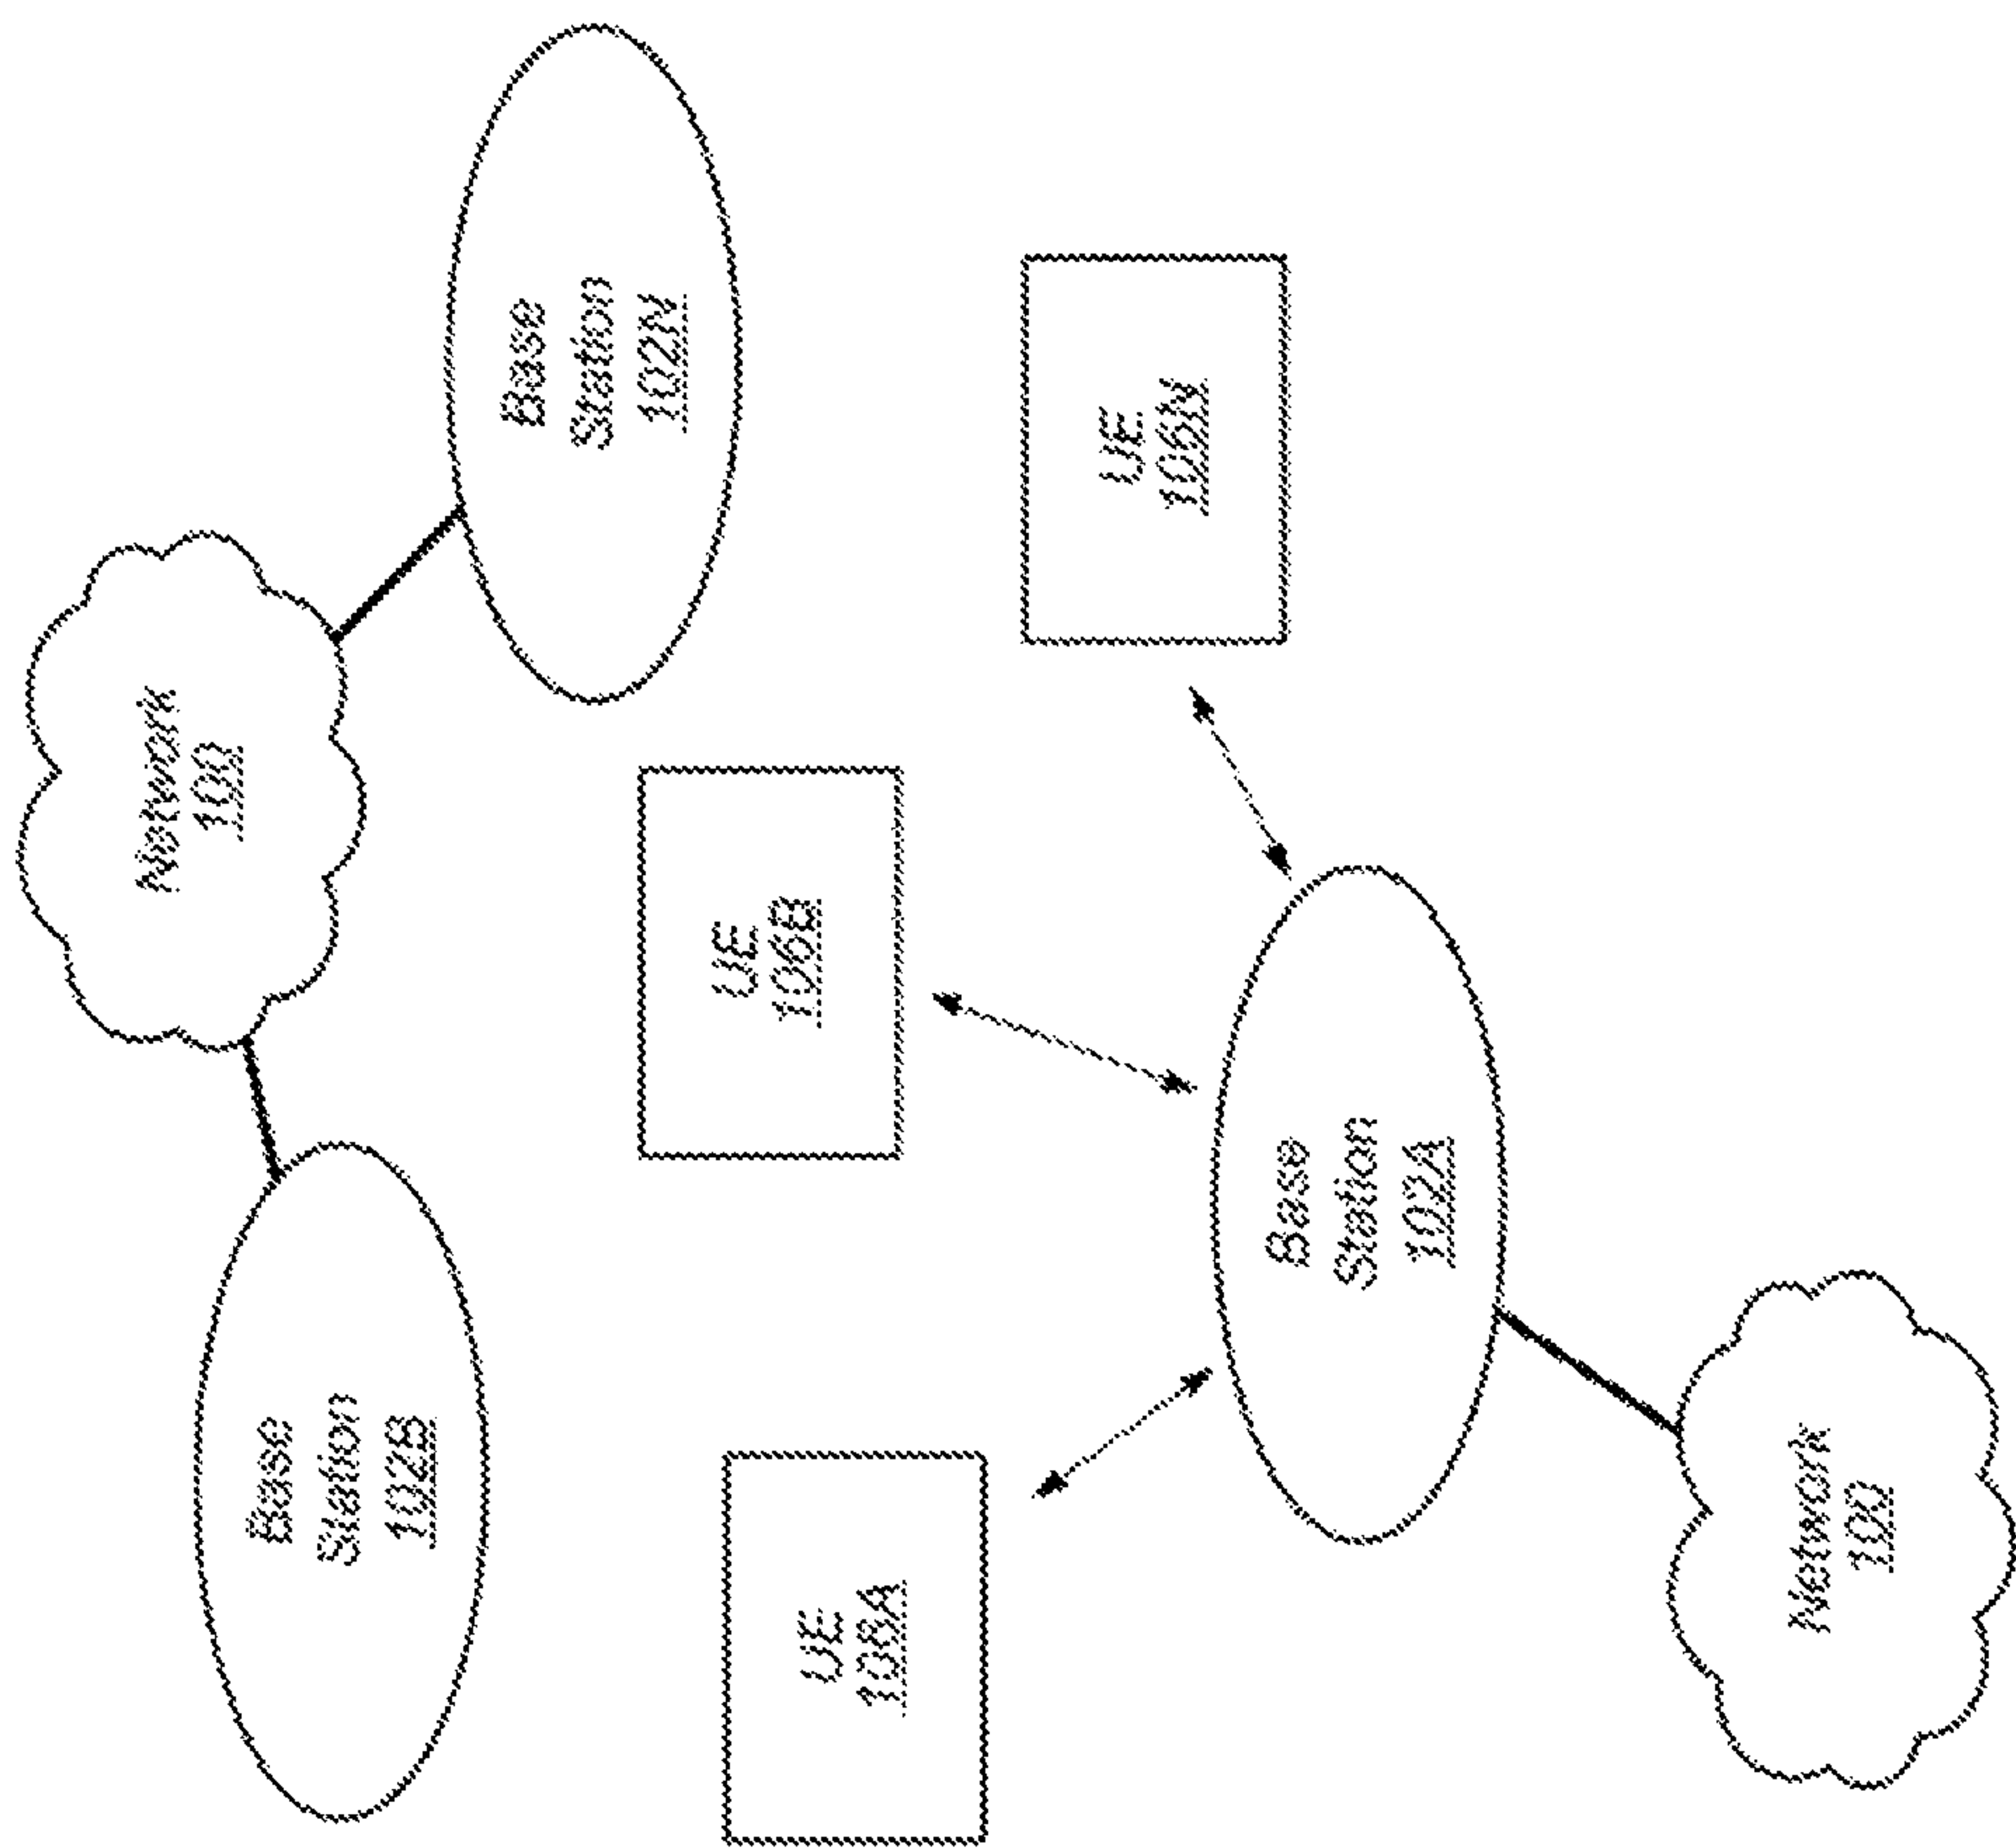 Network
100
Base
Station
102B
Base
Station
102N
UE
106B
UE
106A
UE
106N
Base
Station
102A
Network
100